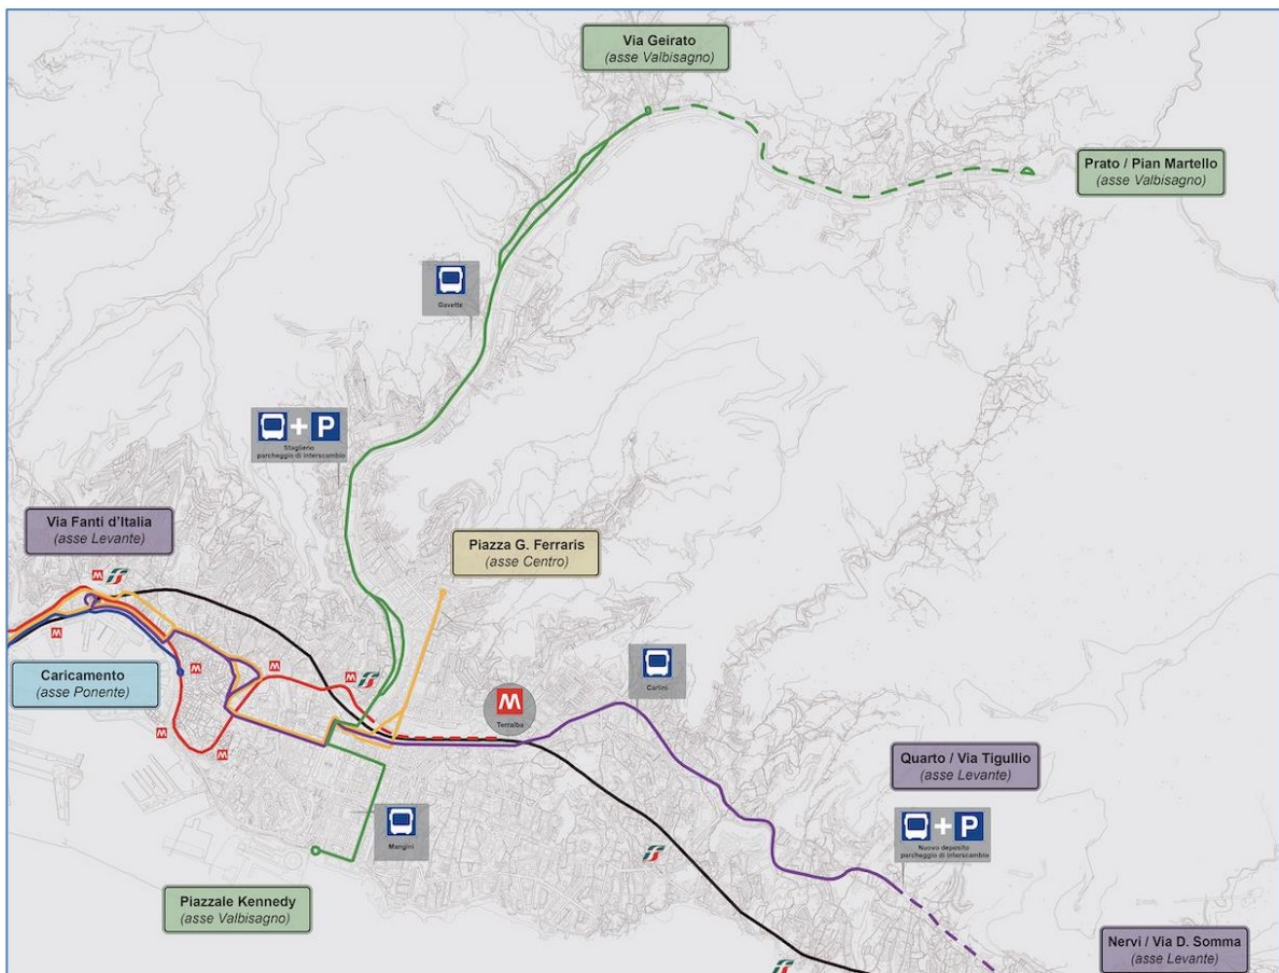 Via Geirato
(asse Valbisagno)
Prato / Pian Martello
(asse Valbisagno)
Gavette
+ P
Staglieno
parcheggio di interscambio
Via Fanti d'Italia
(asse Levante)
Piazza G. Ferraris
(asse Centro)
M
M
Caricamento
(asse Ponente)
M
M
M
M
M
M
Terralba
Carlini
Quarto / Via Tigullio
(asse Levante)
+ P
Nuovo deposito
parcheggio di interscambio
Mangini
Piazzale Kennedy
(asse Valbisagno)
Nervi / Via D. Somma
(asse Levante)